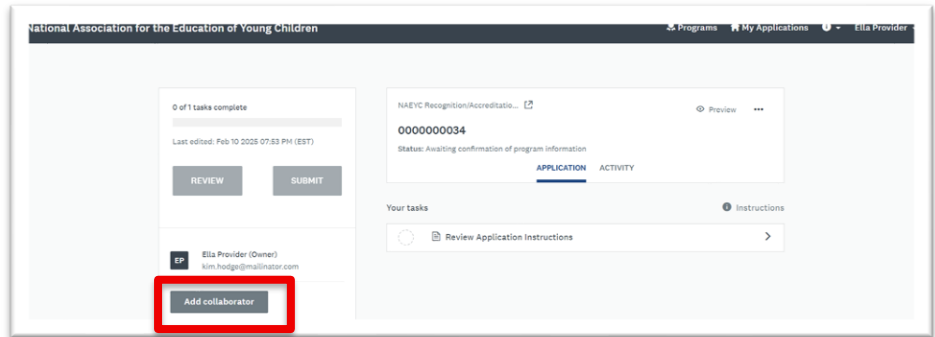 National Association for the Education of Young Children
Programs My Applications Ella Provider
0 of 1 tasks complete
Last edited: Feb 10 2025 07:53 PM (EST)
REVIEW SUBMIT
EP
Ella Provider (Owner)
kim.hodge@mailinator.com
Add collaborator
NAEYC Recognition/Accreditatio...
Preview
0000000034
Status: Awaiting confirmation of program information
APPLICATION ACTIVITY
Your tasks
Instructions
Review Application Instructions